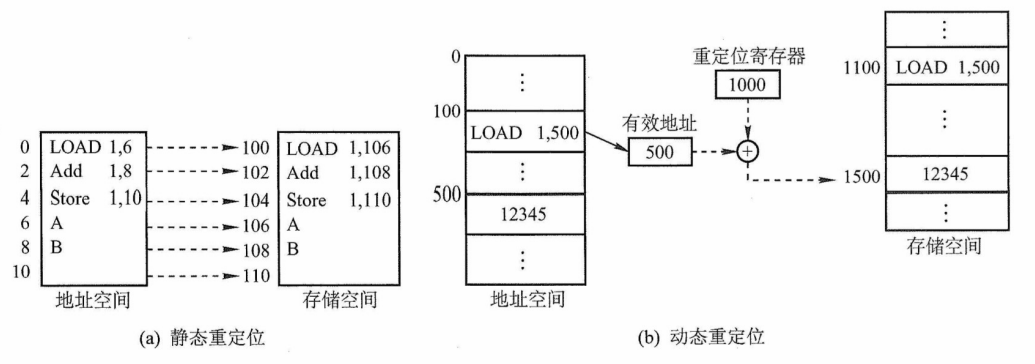 0 LOAD 1,6 100 LOAD 1,106
2 Add 1,8 102 Add 1,108
4 Store 1,10 104 Store 1,110
6 A 106 A
8 B 108 B
10 110
地址空间 存储空间
(a) 静态重定位
0
⋮
100
LOAD 1,500
⋮
500
12345
⋮
地址空间
有效地址
500
重定位寄存器
1000
+
⋮
1100 LOAD 1,500
⋮
1500 12345
⋮
存储空间
(b) 动态重定位